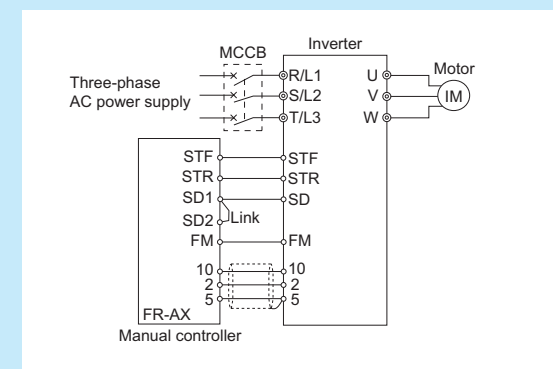 Inverter
MCCB
Motor
Three-phase
AC power supply
R/L1
S/L2
T/L3
U
V
W
IM
STF STF
STR STR
SD1 SD
SD2 Link
FM FM
10 10
2 2
5 5
FR-AX
Manual controller